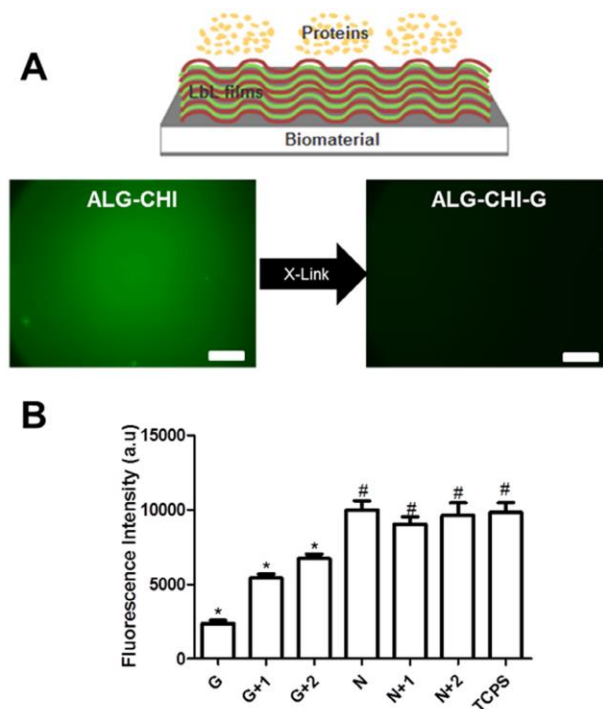 A
Proteins
LbL films
Biomaterial
ALG-CHI
X-Link
ALG-CHI-G
B
Fluorescence Intensity (a.u)
15000
10000
5000
0
* * * # # # #
G G+1 G+2 N N+1 N+2 TCPS